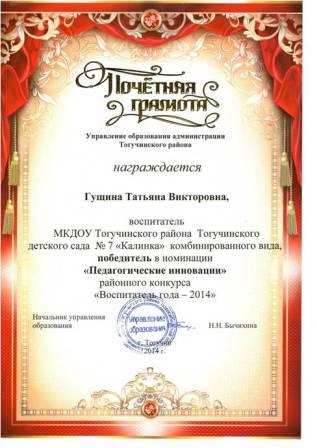 Почётная
грамота
Управление образования администрации
Тогучинского района
награждается
Гущина Татьяна Викторовна,
воспитатель
МКДОУ Тогучинского района Тогучинского
детского сада № 7 «Калинка» комбинированного вида,
победитель в номинации
«Педагогические инновации»
районного конкурса
«Воспитатель года – 2014»
Начальник управления
образования
Н.Н. Бычихина
Управление
образования
г. Тогучин
2014 г.